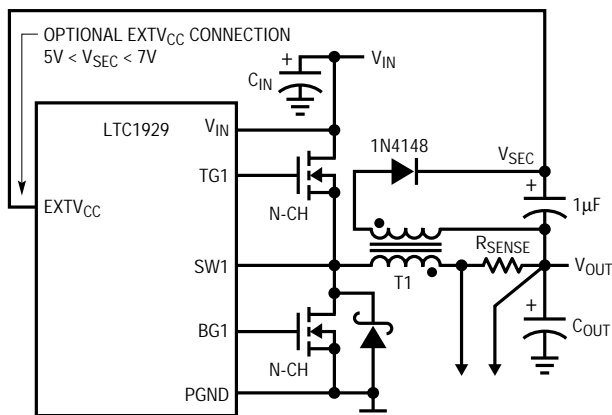 OPTIONAL EXTVCC CONNECTION
5V < VSEC < 7V
+
CIN
VIN
LTC1929
VIN
1N4148
VSEC
TG1
+
1µF
EXTVCC
N-CH
RSENSE
SW1
T1
VOUT
+
COUT
BG1
N-CH
PGND